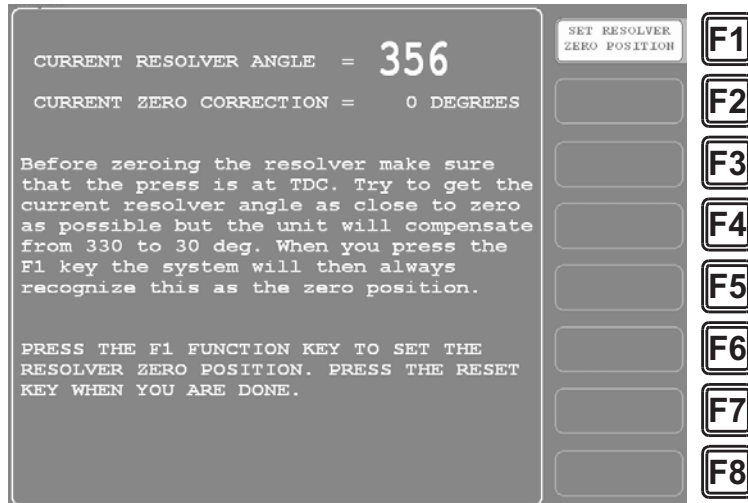 CURRENT RESOLVER ANGLE = 356
CURRENT ZERO CORRECTION = 0 DEGREES
Before zeroing the resolver make sure
that the press is at TDC. Try to get the
current resolver angle as close to zero
as possible but the unit will compensate
from 330 to 30 deg. When you press the
F1 key the system will then always
recognize this as the zero position.
PRESS THE F1 FUNCTION KEY TO SET THE
RESOLVER ZERO POSITION. PRESS THE RESET
KEY WHEN YOU ARE DONE.
SET RESOLVER
ZERO POSITION
F1
F2
F3
F4
F5
F6
F7
F8